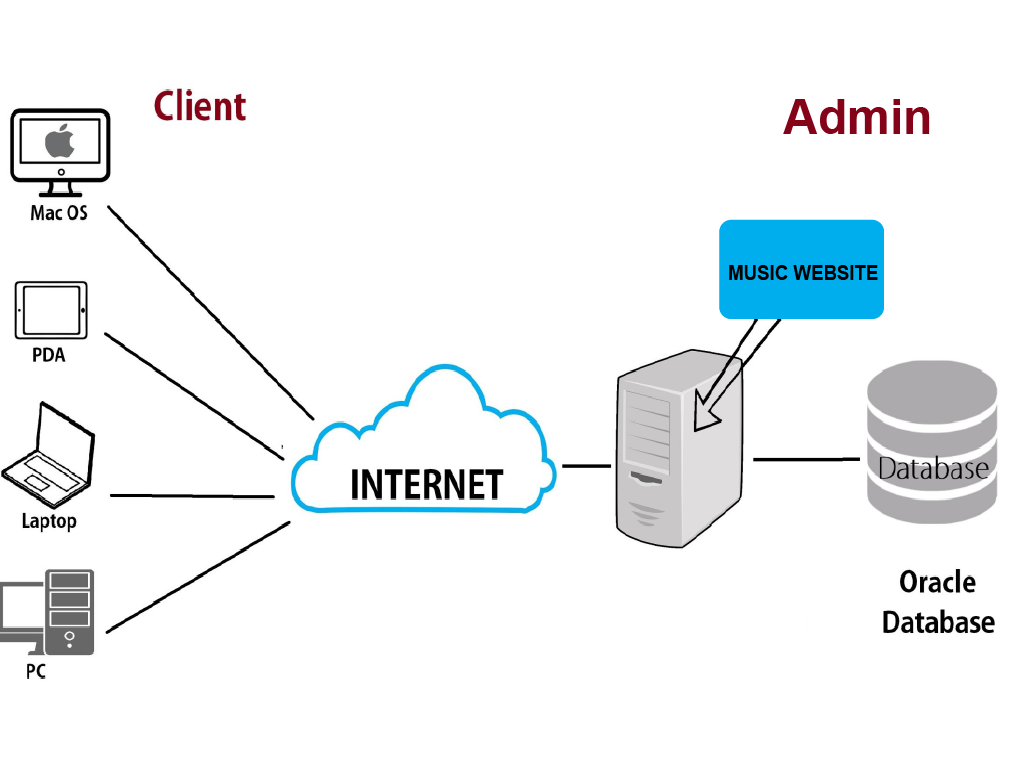 Client
Admin
Mac OS
MUSIC WEBSITE
PDA
INTERNET
Database
Laptop
Oracle
Database
PC